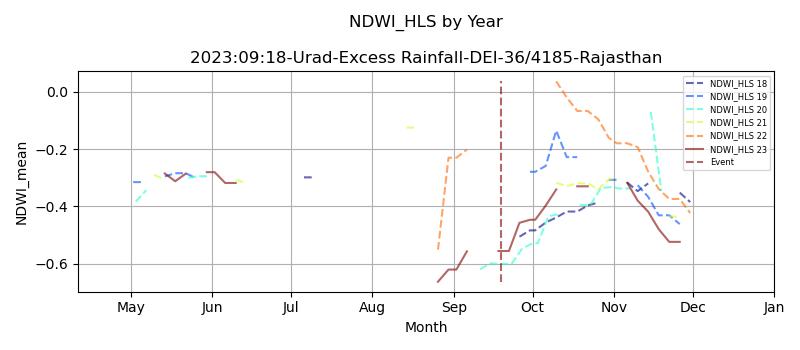 NDWI_HLS by Year
2023:09:18-Urad-Excess Rainfall-DEI-36/4185-Rajasthan
NDWI_mean
0.0
−0.2
−0.4
−0.6
NDWI_HLS 18
NDWI_HLS 19
NDWI_HLS 20
NDWI_HLS 21
NDWI_HLS 22
NDWI_HLS 23
Event
May Jun Jul Aug Sep Oct Nov Dec Jan
Month